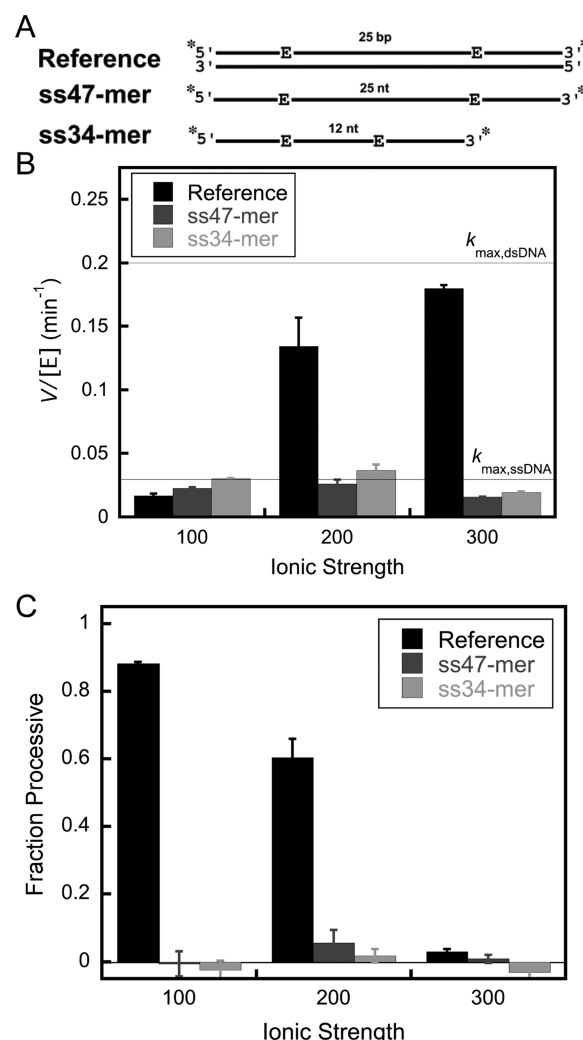 A
25 bp
Reference
*5' E E 3'*
3' 5'
25 nt
ss47-mer
*5' E E 3'*
12 nt
ss34-mer
*5' E E 3'*
B
Reference
ss47-mer
ss34-mer
0.25
0.2
0.15
0.1
0.05
0
V/[E] (min⁻¹)
k max,dsDNA
k max,ssDNA
100 200 300
Ionic Strength
C
Reference
ss47-mer
ss34-mer
1
0.8
0.6
0.4
0.2
0
Fraction Processive
100 200 300
Ionic Strength